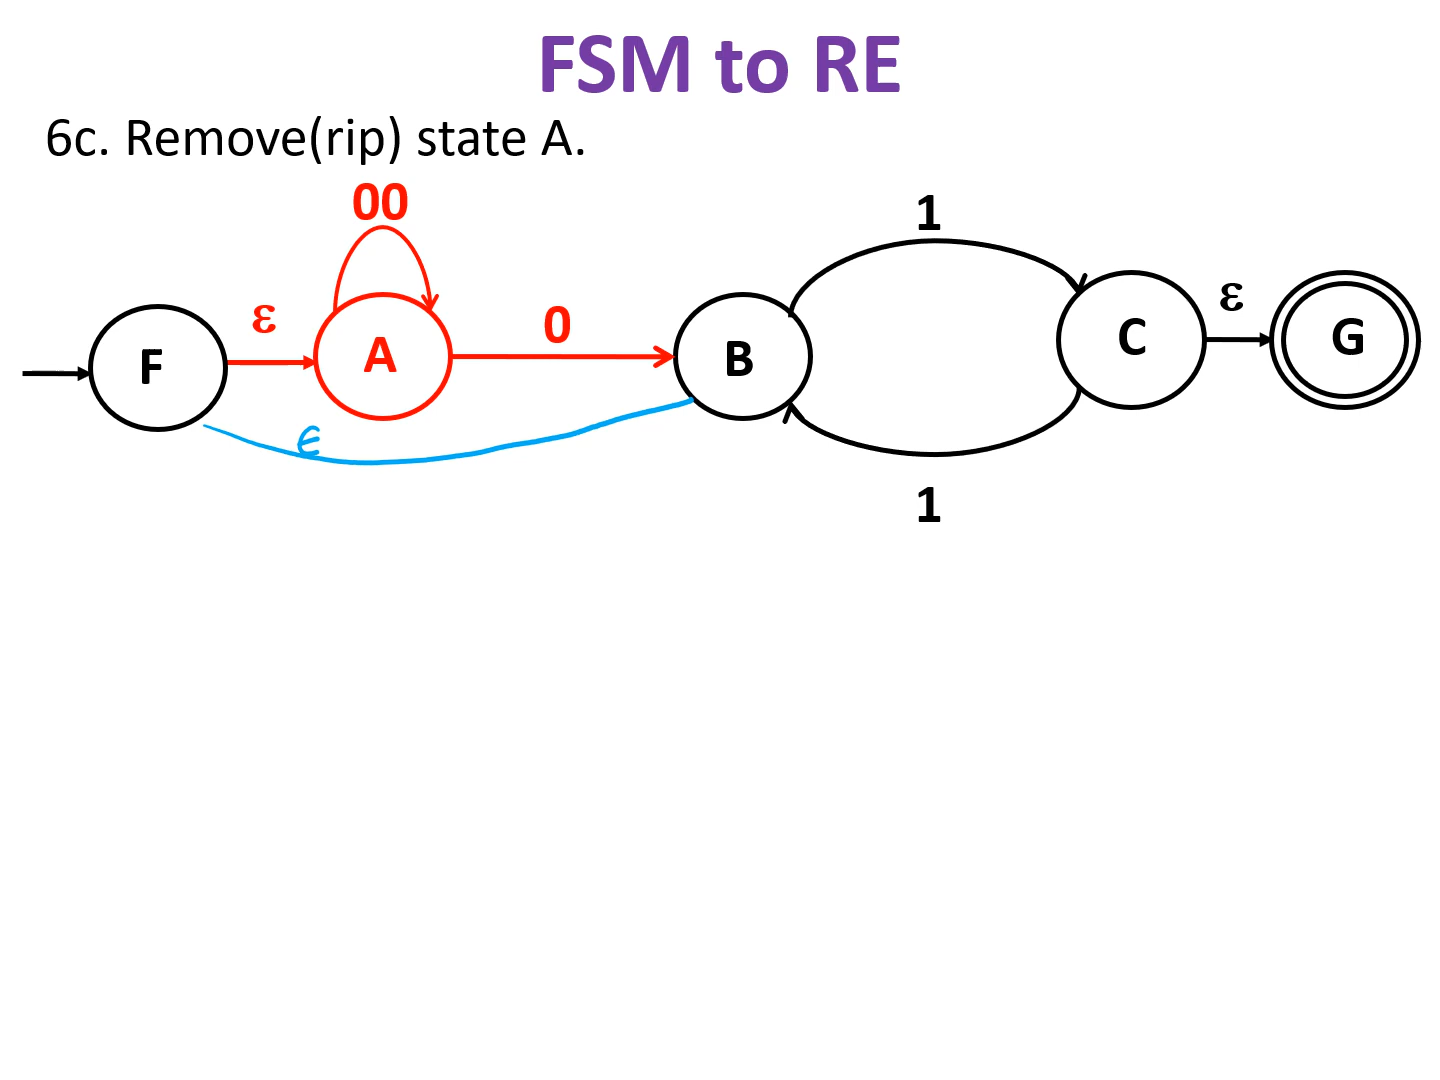 FSM to RE
6c. Remove(rip) state A.
00
1
ε
0
ε
F
A
B
C
G
ϵ
1